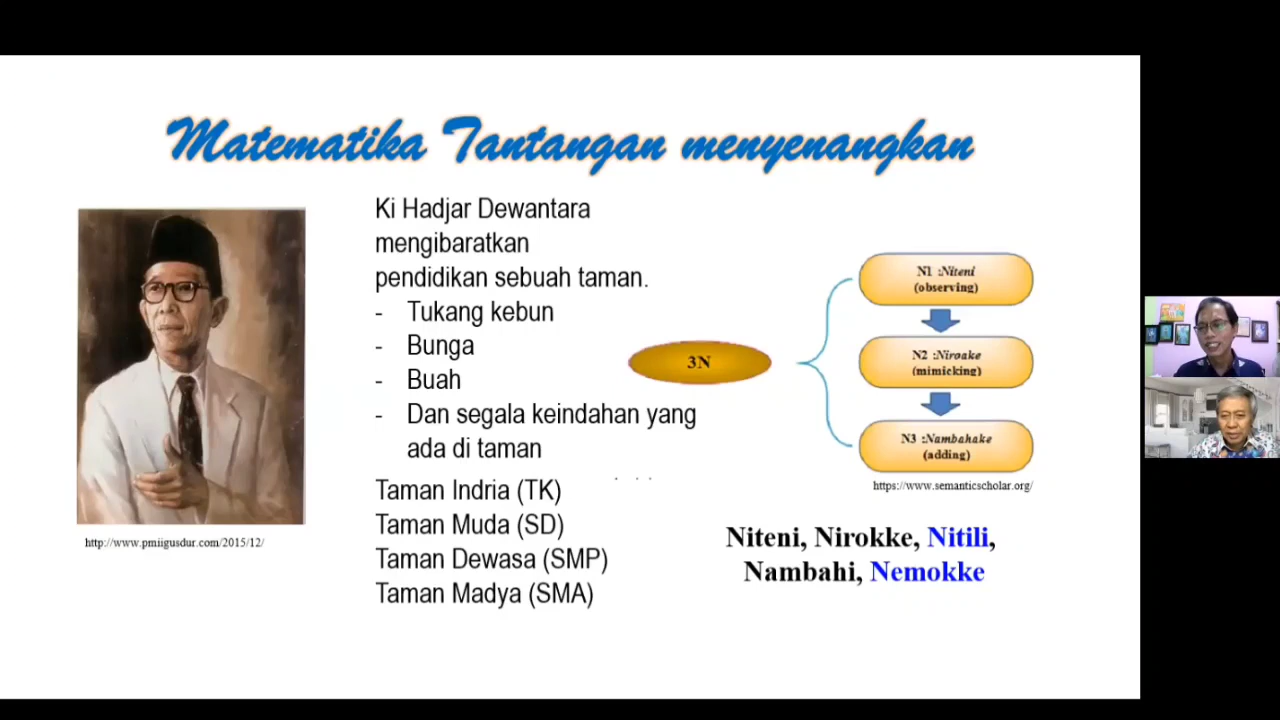 Matematika Tantangan menyenangkan
Ki Hadjar Dewantara
mengibaratkan
pendidikan sebuah taman.
- Tukang kebun
- Bunga
- Buah
- Dan segala keindahan yang
ada di taman
Taman Indria (TK)
Taman Muda (SD)
Taman Dewasa (SMP)
Taman Madya (SMA)
http://www.pmiigusdur.com/2015/12/
3N
N1 :Niteni
(observing)
N2 :Niroake
(mimicking)
N3 :Nambahake
(adding)
https://www.semanticscholar.org/
Niteni, Nirokke, Nitili,
Nambahi, Nemokke